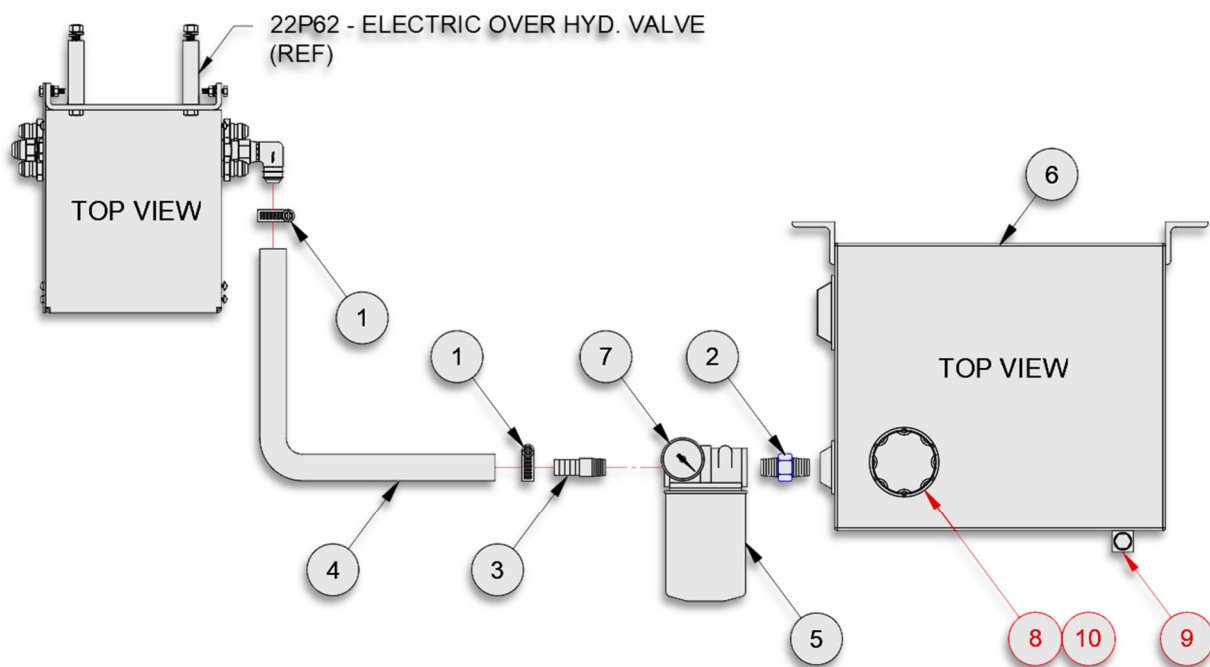 22P62 - ELECTRIC OVER HYD. VALVE
(REF)
TOP VIEW
6
1
1
7
2
TOP VIEW
4
3
5
8
10
9